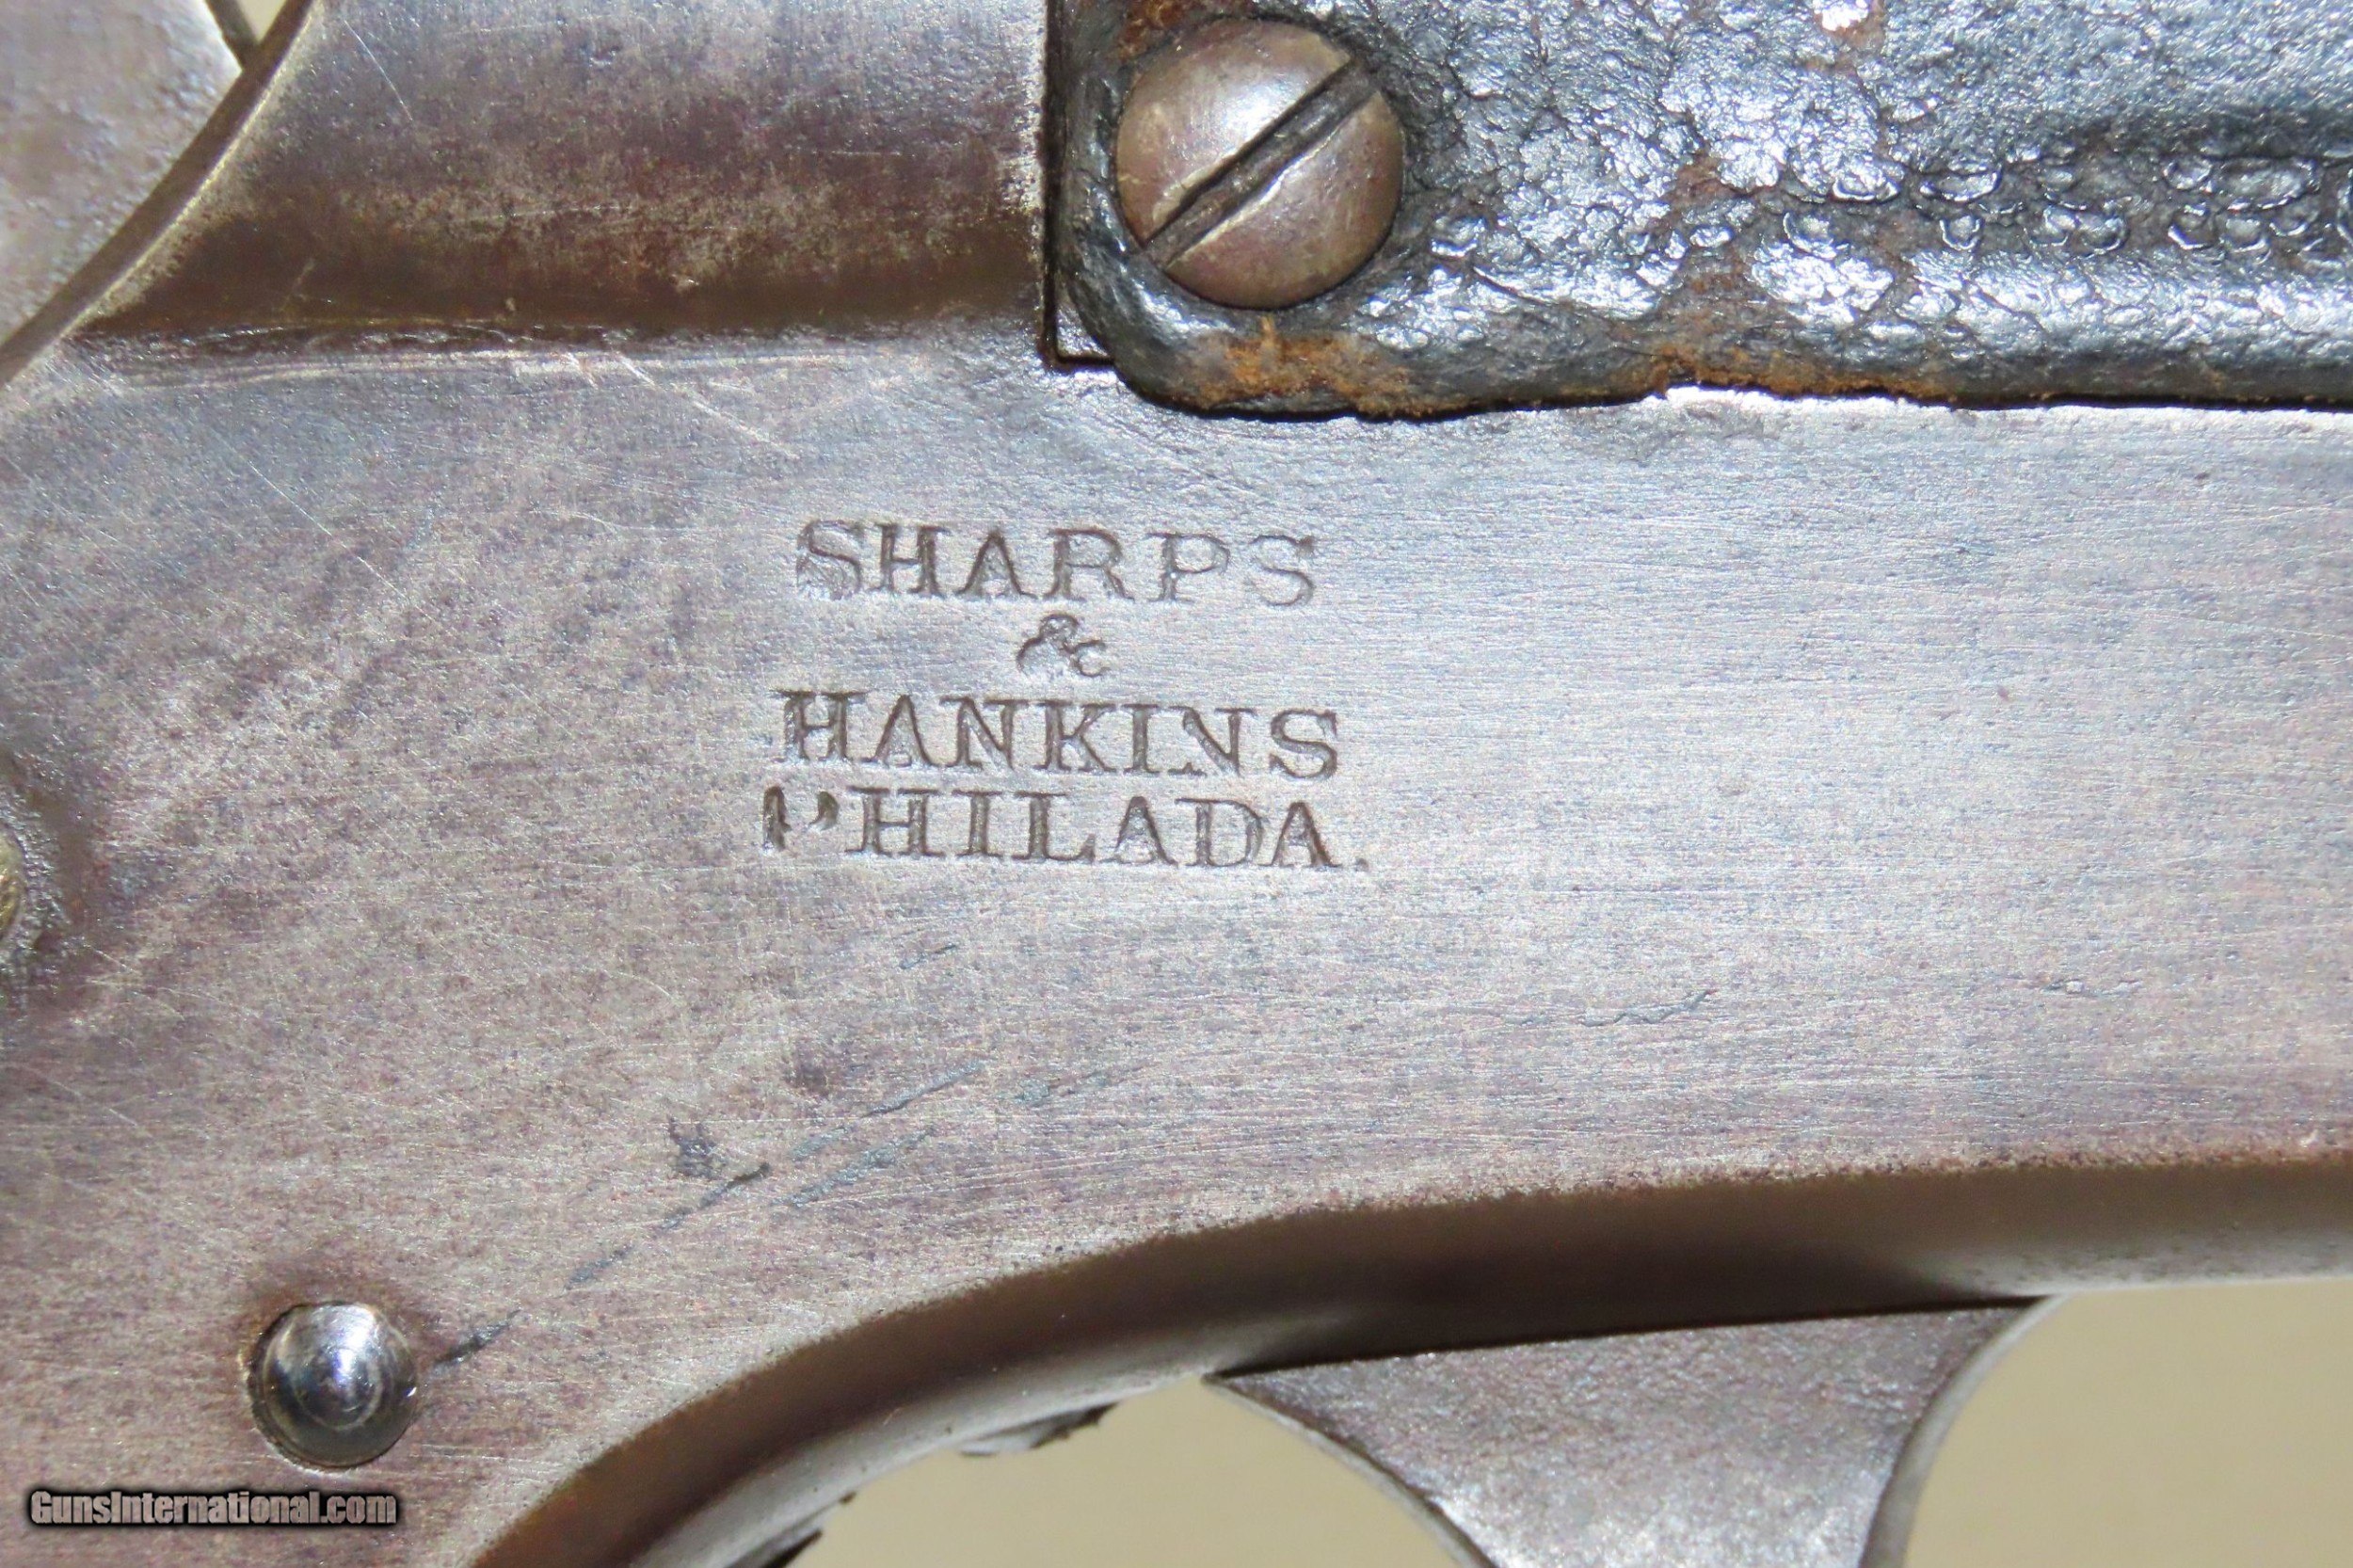 SHARPS
&
HANKINS
PHILADA.
GunsInternational.com